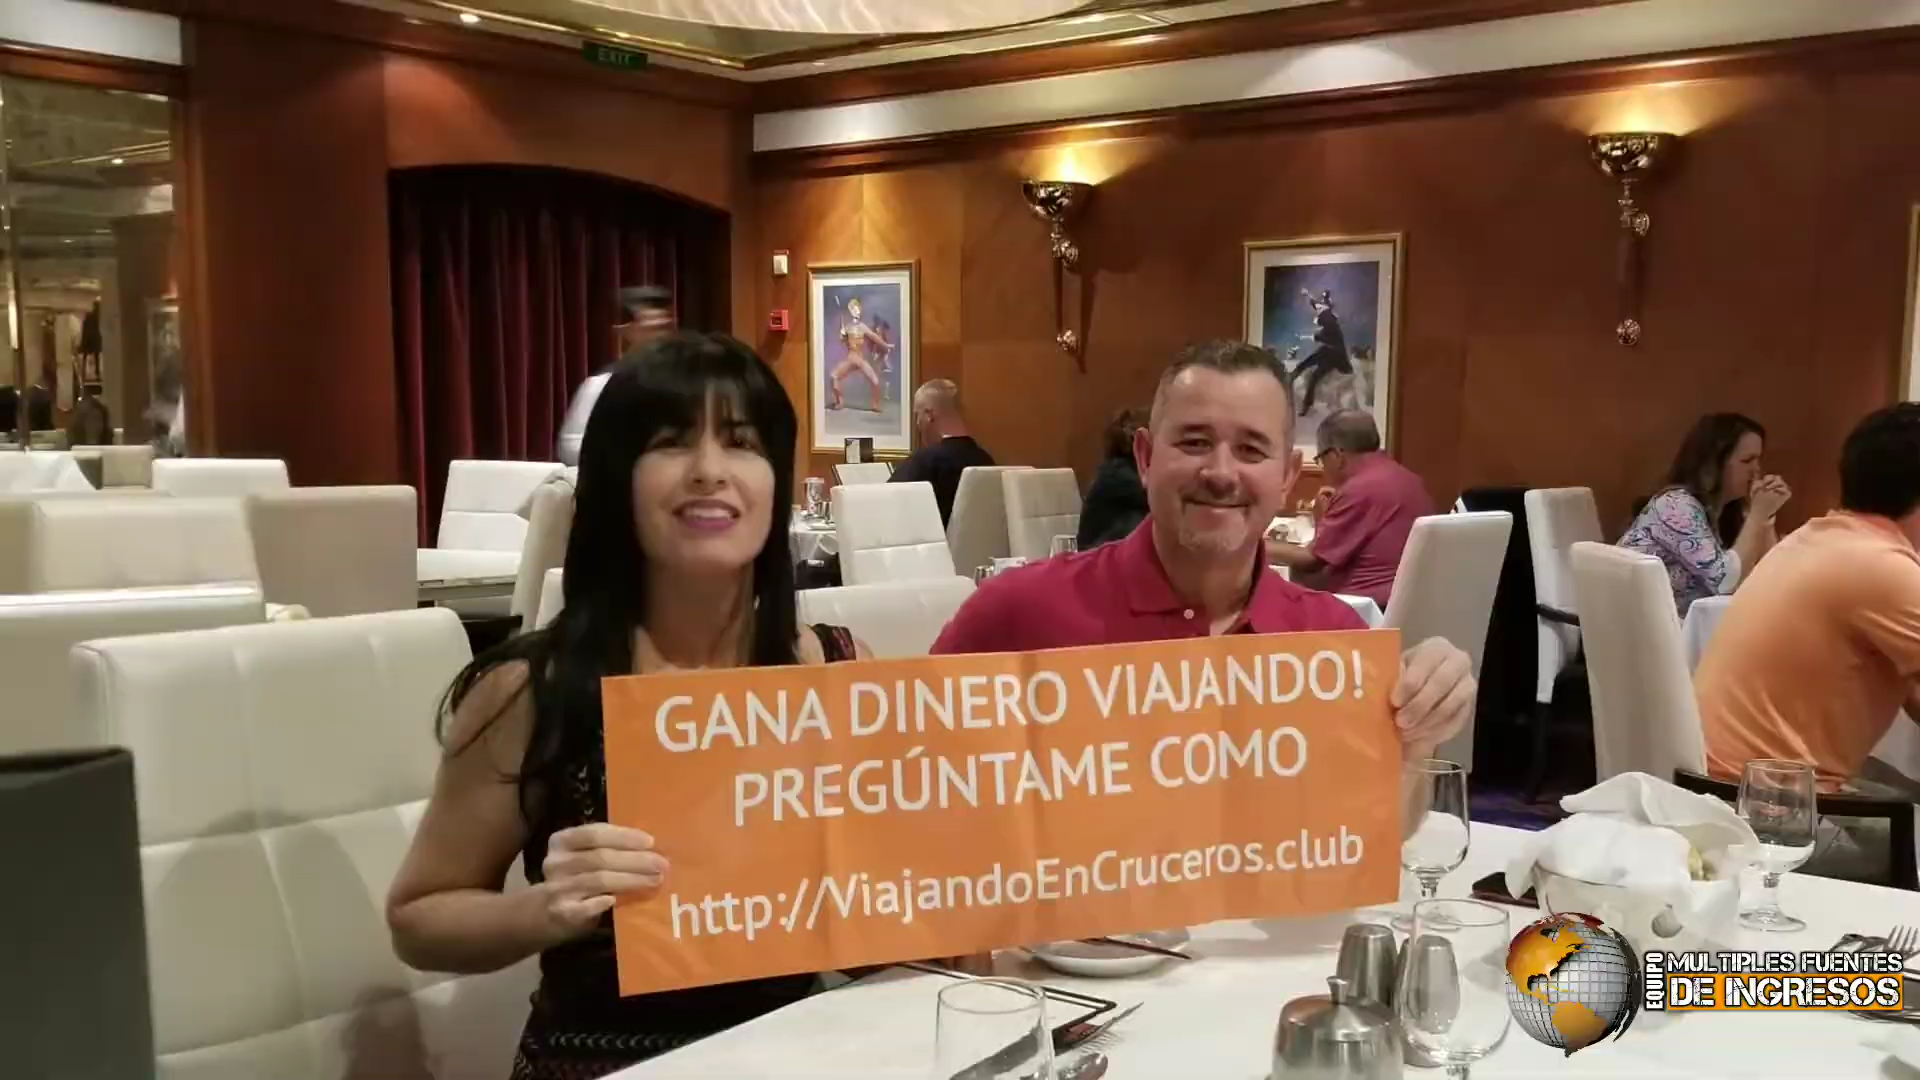 EXIT
GANA DINERO VIAJANDO!
PREGÚNTAME COMO
http://ViajandoEnCruceros.club
EQUIPO
MULTIPLES FUENTES
DE INGRESOS